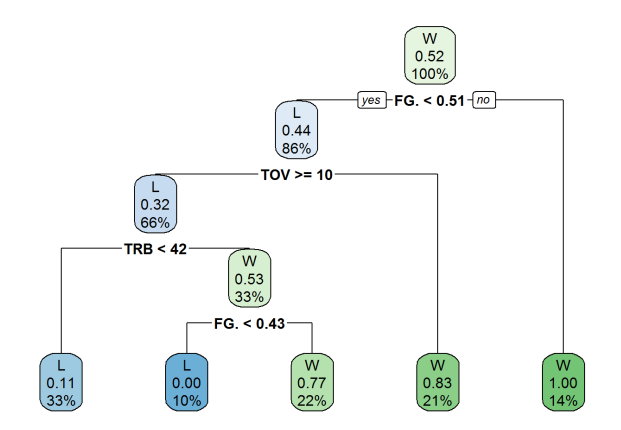 W
0.52
100%
yes FG. < 0.51 no
L
0.44
86%
TOV >= 10
L
0.32
66%
TRB < 42
W
0.53
33%
FG. < 0.43
L
0.11
33%
L
0.00
10%
W
0.77
22%
W
0.83
21%
W
1.00
14%